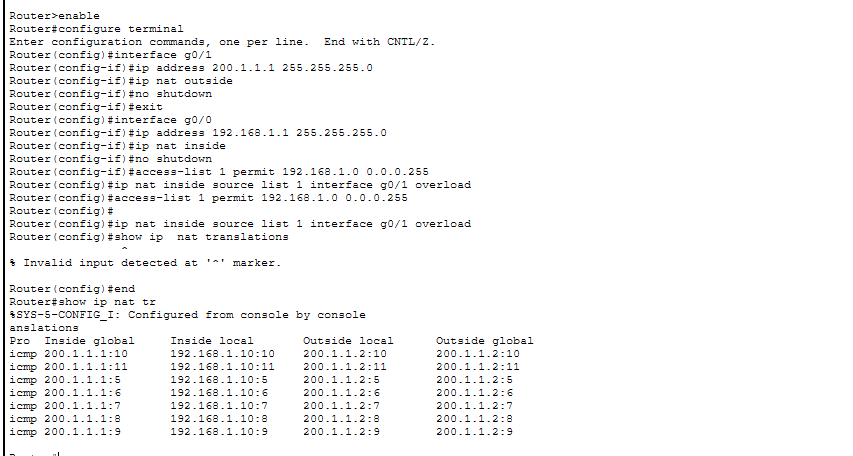 Router>enable
Router#configure terminal
Enter configuration commands, one per line.  End with CNTL/Z.
Router(config)#interface g0/1
Router(config-if)#ip address 200.1.1.1 255.255.255.0
Router(config-if)#ip nat outside
Router(config-if)#no shutdown
Router(config-if)#exit
Router(config)#interface g0/0
Router(config-if)#ip address 192.168.1.1 255.255.255.0
Router(config-if)#ip nat inside
Router(config-if)#no shutdown
Router(config-if)#access-list 1 permit 192.168.1.0 0.0.0.255
Router(config)#ip nat inside source list 1 interface g0/1 overload
Router(config)#access-list 1 permit 192.168.1.0 0.0.0.255
Router(config)#
Router(config)#ip nat inside source list 1 interface g0/1 overload
Router(config)#show ip  nat translations
^
% Invalid input detected at '^' marker.
Router(config)#end
Router#show ip nat tr
%SYS-5-CONFIG_I: Configured from console by console
anslations
Pro  Inside global     Inside local       Outside local      Outside global
icmp 200.1.1.1:10      192.168.1.10:10    200.1.1.2:10       200.1.1.2:10
icmp 200.1.1.1:11      192.168.1.10:11    200.1.1.2:11       200.1.1.2:11
icmp 200.1.1.1:5       192.168.1.10:5     200.1.1.2:5        200.1.1.2:5
icmp 200.1.1.1:6       192.168.1.10:6     200.1.1.2:6        200.1.1.2:6
icmp 200.1.1.1:7       192.168.1.10:7     200.1.1.2:7        200.1.1.2:7
icmp 200.1.1.1:8       192.168.1.10:8     200.1.1.2:8        200.1.1.2:8
icmp 200.1.1.1:9       192.168.1.10:9     200.1.1.2:9        200.1.1.2:9